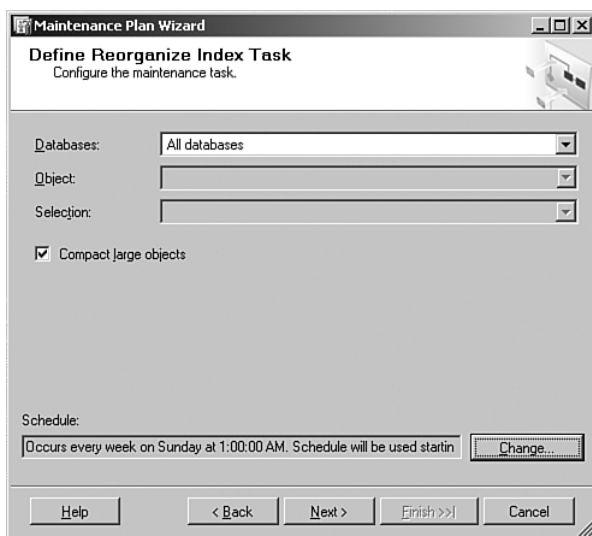 Maintenance Plan Wizard
Define Reorganize Index Task
Configure the maintenance task.
Databases: All databases
Object:
Selection:
Compact large objects
Schedule:
Occurs every week on Sunday at 1:00:00 AM. Schedule will be used startin Change...
Help < Back Next > Finish >>| Cancel